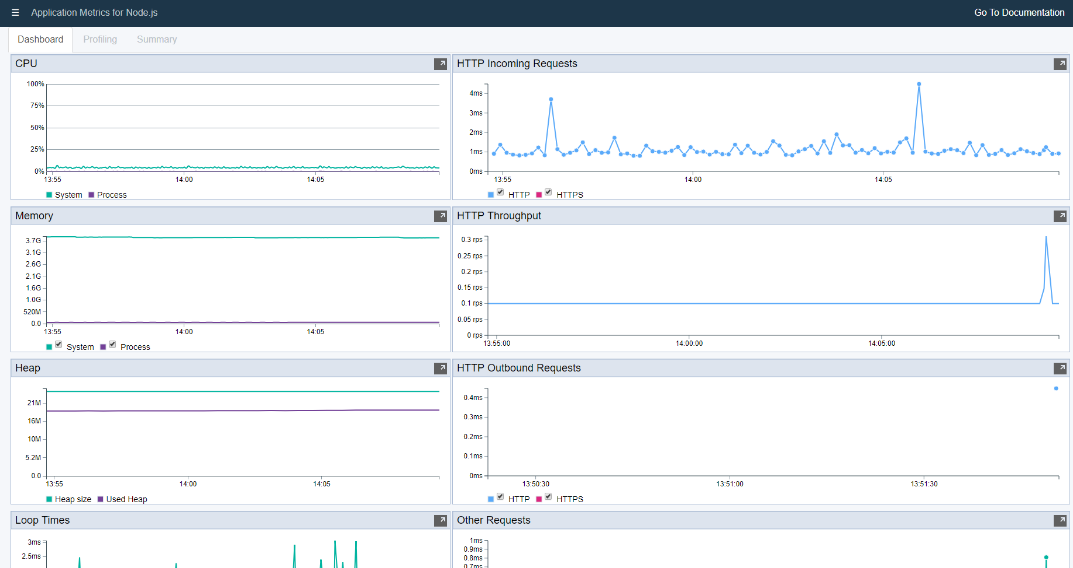 ☰ Application Metrics for Node.js Go To Documentation
Dashboard Profiling Summary
CPU
100%
75%
50%
25%
0%
13:55 14:00 14:05
System Process
HTTP Incoming Requests
4ms
3ms
2ms
1ms
0ms
13:55 14:00 14:05
HTTP HTTPS
Memory
3.7G
3.1G
2.6G
2.1G
1.6G
1.0G
520M
0.0
13:55 14:00 14:05
System Process
HTTP Throughput
0.3 rps
0.25 rps
0.2 rps
0.15 rps
0.1 rps
0.05 rps
0 rps
13:55:00 14:00:00 14:05:00
Heap
21M
16M
10M
5.2M
0.0
13:55 14:00 14:05
Heap size Used Heap
HTTP Outbound Requests
0.4ms
0.3ms
0.2ms
0.1ms
0ms
13:50:30 13:51:00 13:51:30
HTTP HTTPS
Loop Times
3ms
2.5ms
Other Requests
1ms
0.9ms
0.8ms
0.7ms